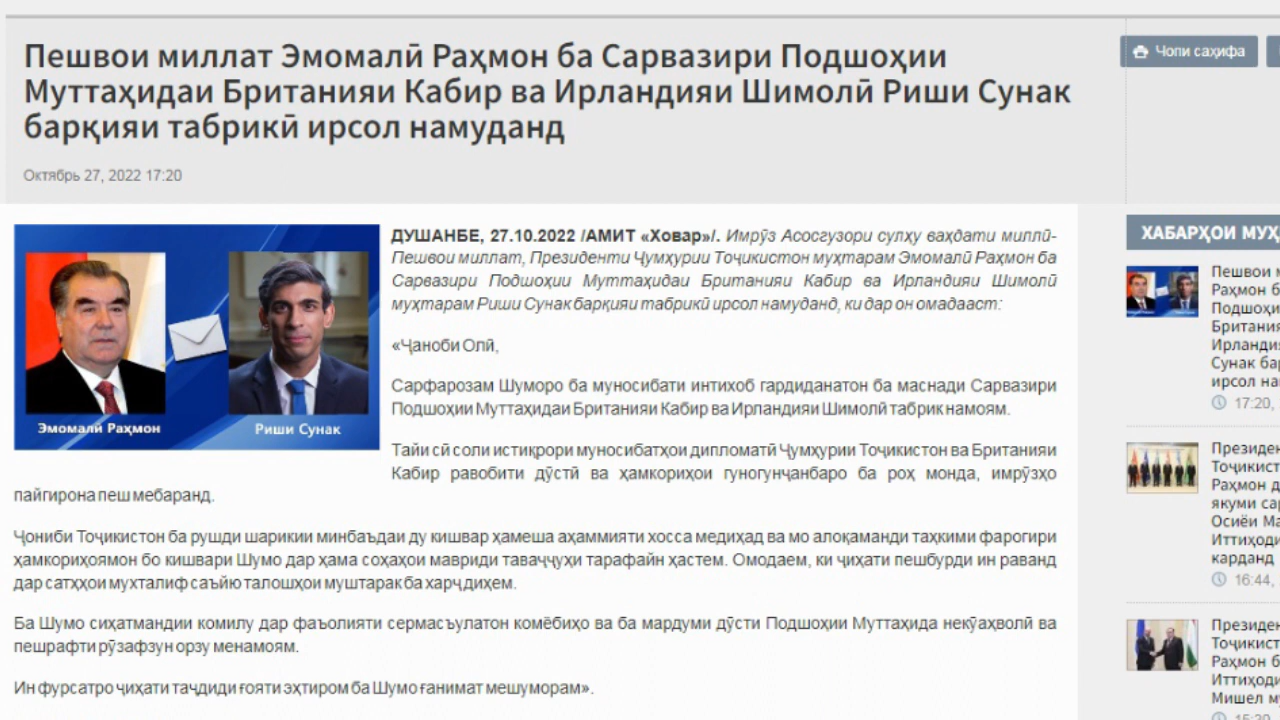 Пешвои миллат Эмомалӣ Раҳмон ба Сарвазири Подшоҳии
Муттаҳидаи Британияи Кабир ва Ирландияи Шимолӣ Риши Сунак
барқияи табрикӣ ирсол намуданд
Октябрь 27, 2022 17:20
Чопи саҳифа
Эмомалӣ Раҳмон
Риши Сунак
ДУШАНБЕ, 27.10.2022 /АМИТ «Ховар»/. Имрӯз Асосгузори сулҳу ваҳдати миллӣ-
Пешвои миллат, Президенти Ҷумҳурии Тоҷикистон муҳтарам Эмомалӣ Раҳмон ба
Сарвазири Подшоҳии Муттаҳидаи Британияи Кабир ва Ирландияи Шимолӣ
муҳтарам Риши Сунак барқияи табрикӣ ирсол намуданд, ки дар он омадааст:
«Ҷаноби Олӣ,
Сарфарозам Шуморо ба муносибати интихоб гардиданатон ба маснади Сарвазири
Подшоҳии Муттаҳидаи Британияи Кабир ва Ирландияи Шимолӣ табрик намоям.
Тайи сӣ соли истиқрори муносибатҳои дипломатӣ Ҷумҳурии Тоҷикистон ва Британияи
Кабир равобити дӯстӣ ва ҳамкориҳои гуногунҷанбаро ба роҳ монда, имрӯзҳо
пайгирона пеш мебаранд.
Ҷониби Тоҷикистон ба рушди шарикии минбаъдаи ду кишвар ҳамеша аҳаммияти хосса медиҳад ва мо алоқаманди таҳкими фарогири
ҳамкориҳоямон бо кишвари Шумо дар ҳама соҳаҳои мавриди таваҷҷуҳи тарафайн ҳастем. Омодаем, ки ҷиҳати пешбурди ин раванд
дар сатҳҳои мухталиф саъйю талошҳои муштарак ба харҷ диҳем.
Ба Шумо сиҳатмандии комилу дар фаъолияти сермасъулатон комёбиҳо ва ба мардуми дӯсти Подшоҳии Муттаҳида некӯаҳволӣ ва
пешрафти рӯзафзун орзу менамоям.
Ин фурсатро ҷиҳати таҷдиди ғояти эҳтиром ба Шумо ғанимат мешуморам».
ХАБАРҲОИ МУҲ
Пешвои м
Раҳмон б
Подшоҳи
Британия
Ирландия
Сунак бар
ирсол на
17:20,
Президен
Тоҷикист
Раҳмон д
якуми са
Осиёи Ма
Иттиҳоди
карданд
16:44,
Президен
Тоҷикист
Раҳмон б
Иттиҳоди
Мишел м